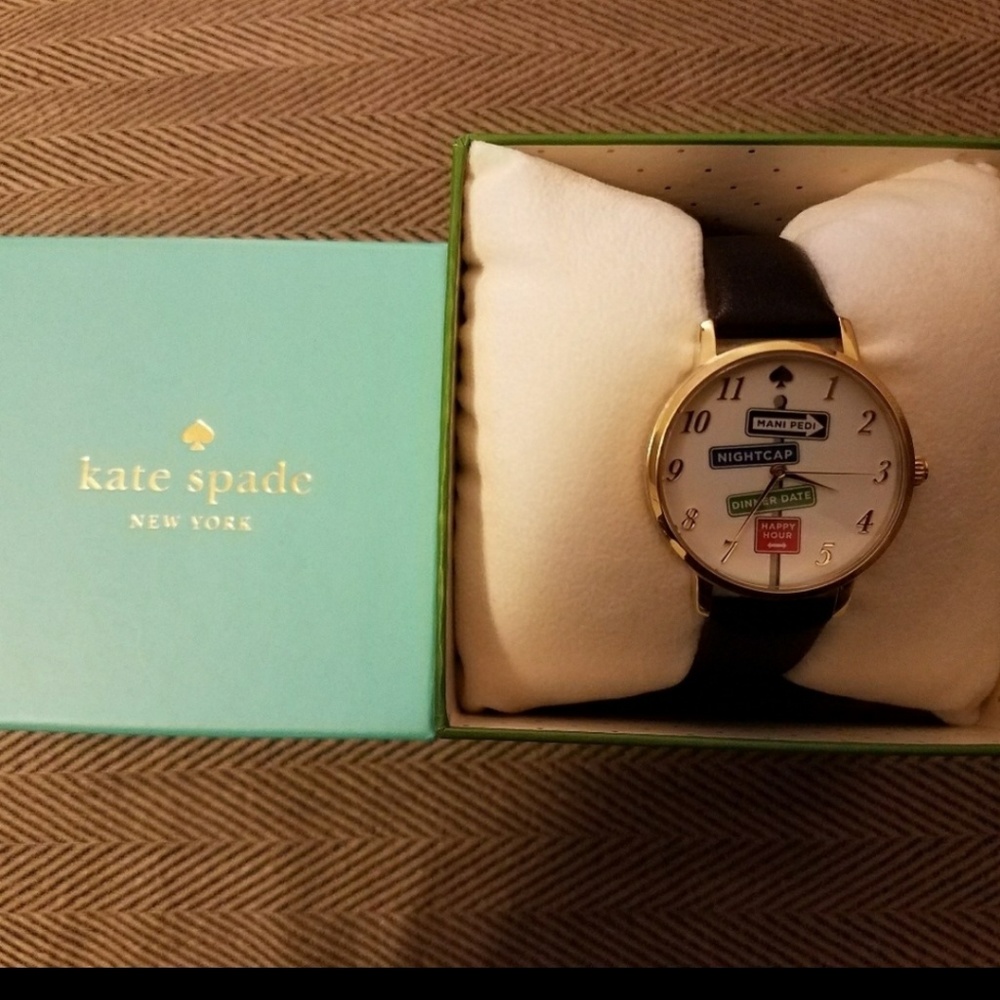 kate spade
NEW YORK
11
1
10
MANI PEDI
2
NIGHTCAP
9
3
DINNER DATE
8
HAPPY
HOUR
4
7
5